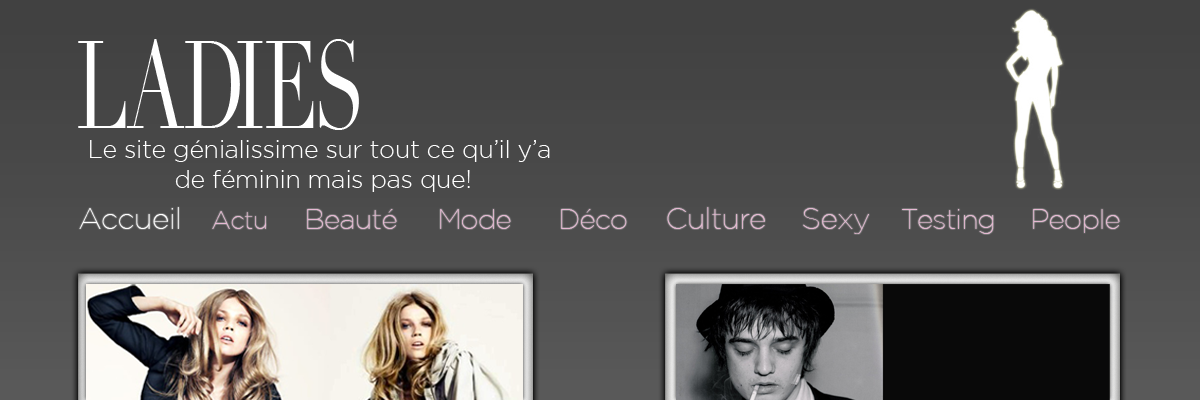 LADIES
Le site génialissime sur tout ce qu’il y’a
de féminin mais pas que!
Accueil Actu Beauté Mode Déco Culture Sexy Testing People